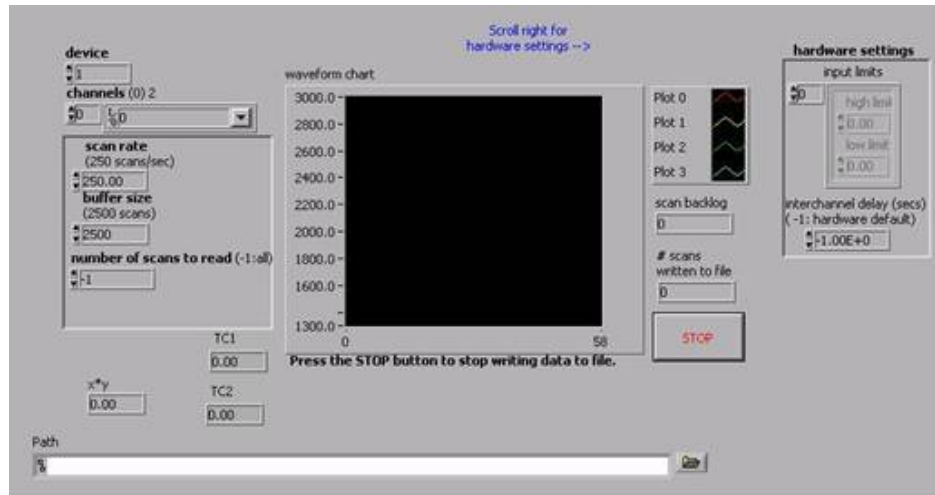 Scroll right for
hardware settings -->
device
1
channels (0) 2
0
0
scan rate
(250 scans/sec)
250.00
buffer size
(2500 scans)
2500
number of scans to read (-1:all)
-1
waveform chart
3000.0
2800.0
2600.0
2400.0
2200.0
2000.0
1800.0
1600.0
1300.0
0
58
Press the STOP button to stop writing data to file.
Plot 0
Plot 1
Plot 2
Plot 3
scan backlog
0
# scans
written to file
0
STOP
hardware settings
input limits
0
high limit
0.00
low limit
0.00
interchannel delay (secs)
( -1: hardware default)
-1.00E+0
TC1
0.00
x*y
0.00
TC2
0.00
Path